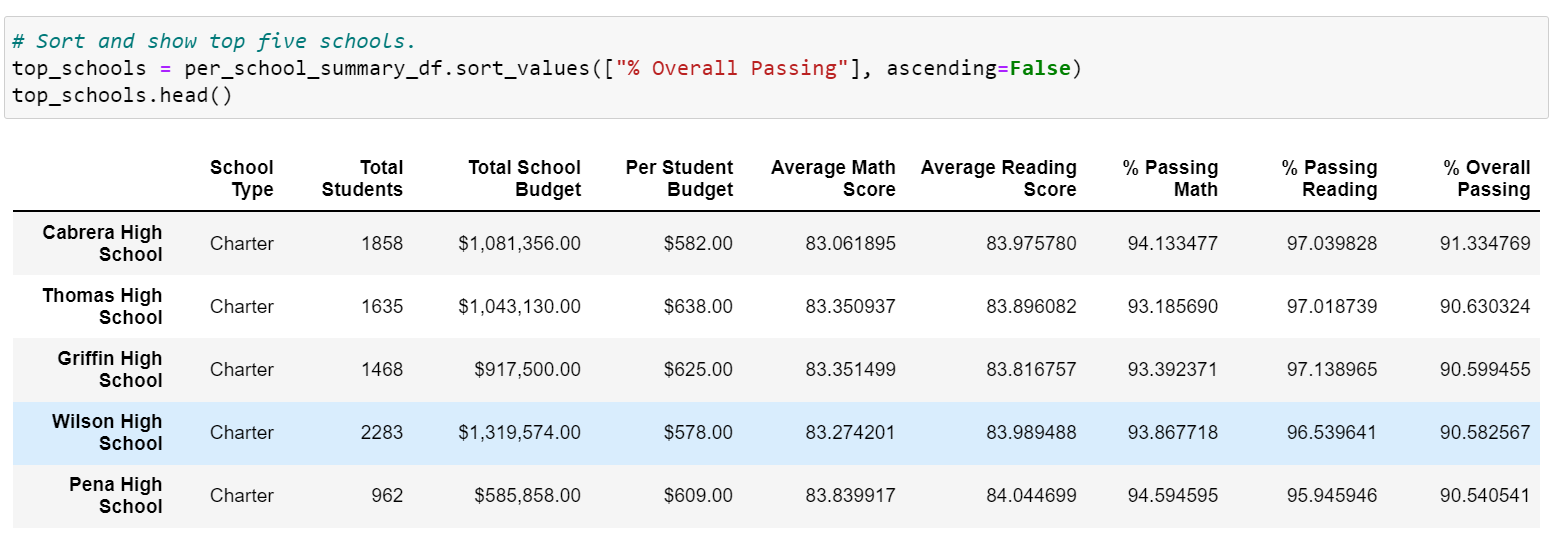 # Sort and show top five schools.
top_schools = per_school_summary_df.sort_values(["% Overall Passing"], ascending=False)
top_schools.head()
School Type Total Students Total School Budget Per Student Budget Average Math Score Average Reading Score % Passing Math % Passing Reading % Overall Passing
Cabrera High School Charter 1858 $1,081,356.00 $582.00 83.061895 83.975780 94.133477 97.039828 91.334769
Thomas High School Charter 1635 $1,043,130.00 $638.00 83.350937 83.896082 93.185690 97.018739 90.630324
Griffin High School Charter 1468 $917,500.00 $625.00 83.351499 83.816757 93.392371 97.138965 90.599455
Wilson High School Charter 2283 $1,319,574.00 $578.00 83.274201 83.989488 93.867718 96.539641 90.582567
Pena High School Charter 962 $585,858.00 $609.00 83.839917 84.044699 94.594595 95.945946 90.540541